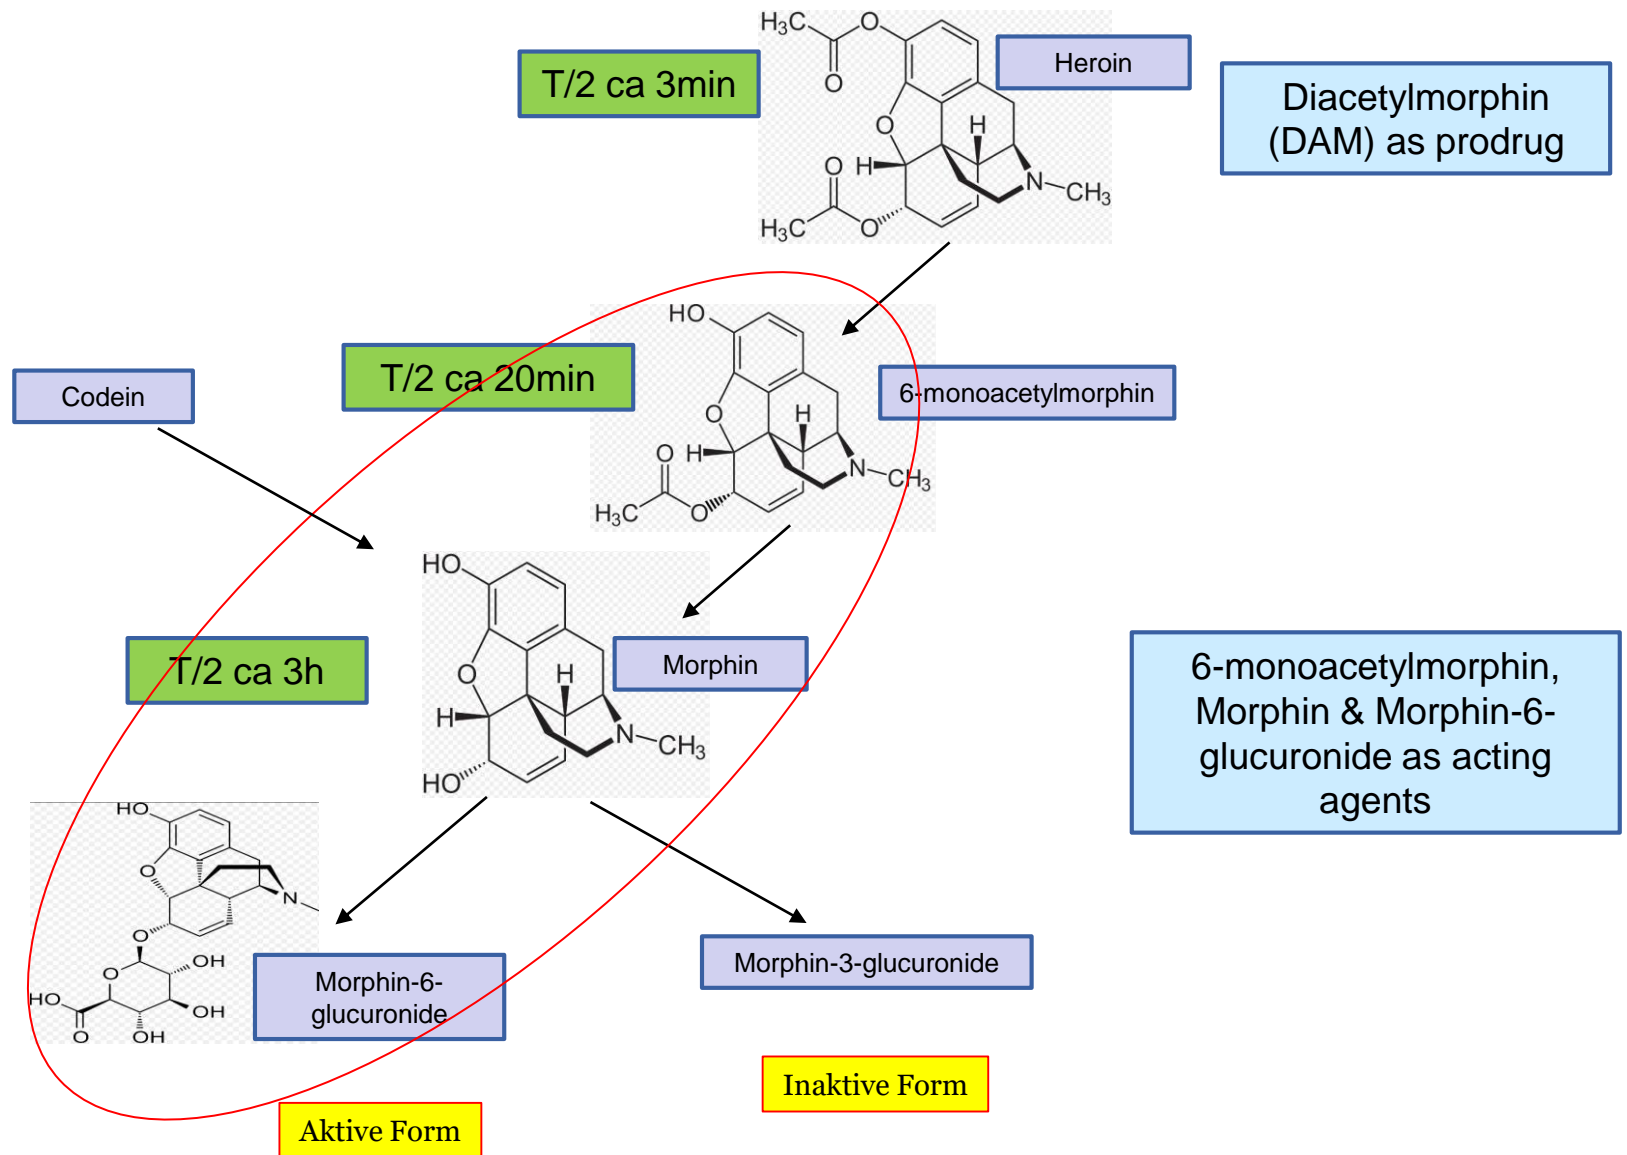 H₃C
O
O
T/2 ca 3min
Heroin
Diacetylmorphin
(DAM) as prodrug
O
H
O
H
N
CH₃
H₃C
O
HO
T/2 ca 20min
6-monoacetylmorphin
Codein
O
H
H
O
N
CH₃
H₃C
O
HO
T/2 ca 3h
Morphin
6-monoacetylmorphin,
Morphin & Morphin-6-
glucuronide as acting
agents
O
H
H
N
CH₃
HO
HO
O
N
O
O
OH
HO
OH
O
OH
Morphin-6-
glucuronide
Morphin-3-glucuronide
Inaktive Form
Aktive Form